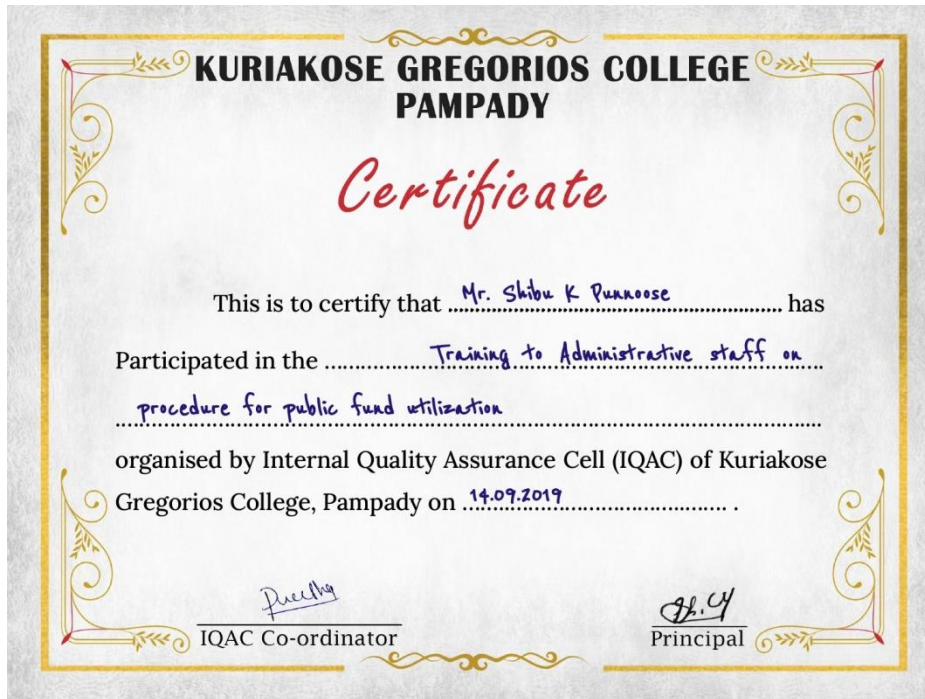 KURIAKOSE GREGORIOS COLLEGE
PAMPADY
Certificate
This is to certify that Mr. Shibu K Punnoose has
Participated in the Training to Administrative staff on
procedure for public fund utilization
organised by Internal Quality Assurance Cell (IQAC) of Kuriakose
Gregorios College, Pampady on 14.09.2019 .
IQAC Co-ordinator
Principal